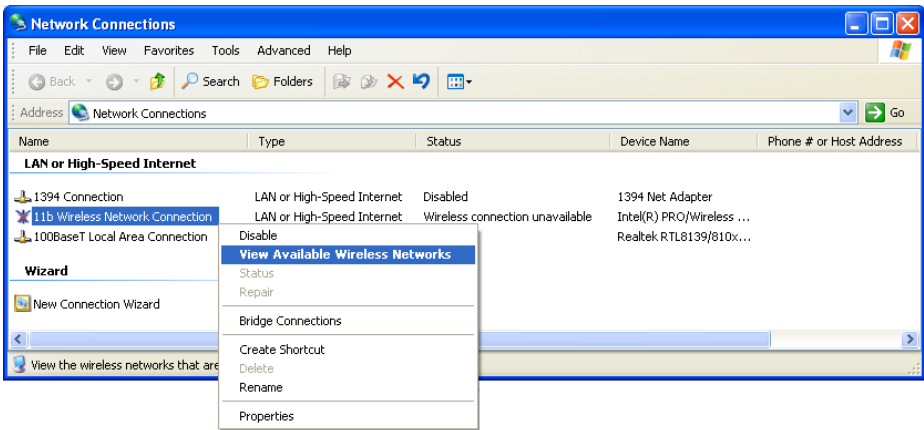 Network Connections
File Edit View Favorites Tools Advanced Help
Back Search Folders
Address Network Connections Go
Name Type Status Device Name Phone # or Host Address
LAN or High-Speed Internet
1394 Connection LAN or High-Speed Internet Disabled 1394 Net Adapter
11b Wireless Network Connection LAN or High-Speed Internet Wireless connection unavailable Intel(R) PRO/Wireless ...
100BaseT Local Area Connection Realtek RTL8139/810x...
Disable
View Available Wireless Networks
Status
Repair
Bridge Connections
Create Shortcut
Delete
Rename
Properties
Wizard
New Connection Wizard
View the wireless networks that are